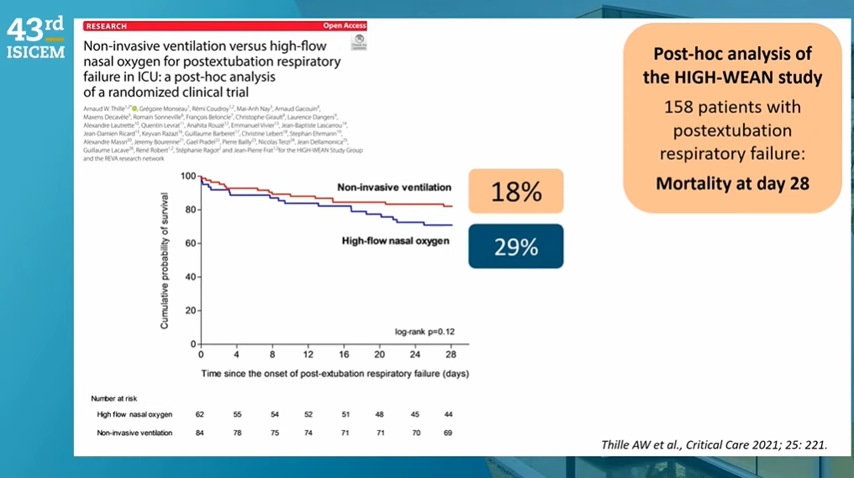 43rd
ISICEM
RESEARCH
Open Access
Non-invasive ventilation versus high-flow
nasal oxygen for postextubation respiratory
failure in ICU: a post-hoc analysis
of a randomized clinical trial
Arnaud W. Thille, Grégoire Monseau, Rémi Coudroy, Mai-Anh Nay, Arnaud Gacouin,
Maxens Decavèle, Romain Sonneville, François Beloncle, Christophe Girault, Laurence Dangers,
Alexandre Lautrette, Quentin Levrat, Anahita Rouzé, Emmanuel Vivier, Jean-Baptiste Lascarrou,
Jean-Damien Ricard, Keyvan Razazi, Guillaume Barberet, Christine Lebert, Stephan Ehrmann,
Alexandre Massri, Jeremy Bourenne, Gael Pradel, Pierre Bailly, Nicolas Terzi, Jean Dellamonica,
Guillaume Lacave, René Robert, Stéphanie Ragot and Jean-Pierre Frat for the HIGH-WEAN Study Group
and the REVA research network
Cumulative probability of survival
100
80
60
40
20
0
Non-invasive ventilation
High-flow nasal oxygen
log-rank p=0.12
0 4 8 12 16 20 24 28
Time since the onset of post-extubation respiratory failure (days)
18%
29%
Number at risk
High flow nasal oxygen 62 55 54 52 51 48 45 44
Non-invasive ventilation 84 78 75 74 71 71 70 69
Post-hoc analysis of
the HIGH-WEAN study
158 patients with
postextubation
respiratory failure:
Mortality at day 28
Thille AW et al., Critical Care 2021; 25: 221.